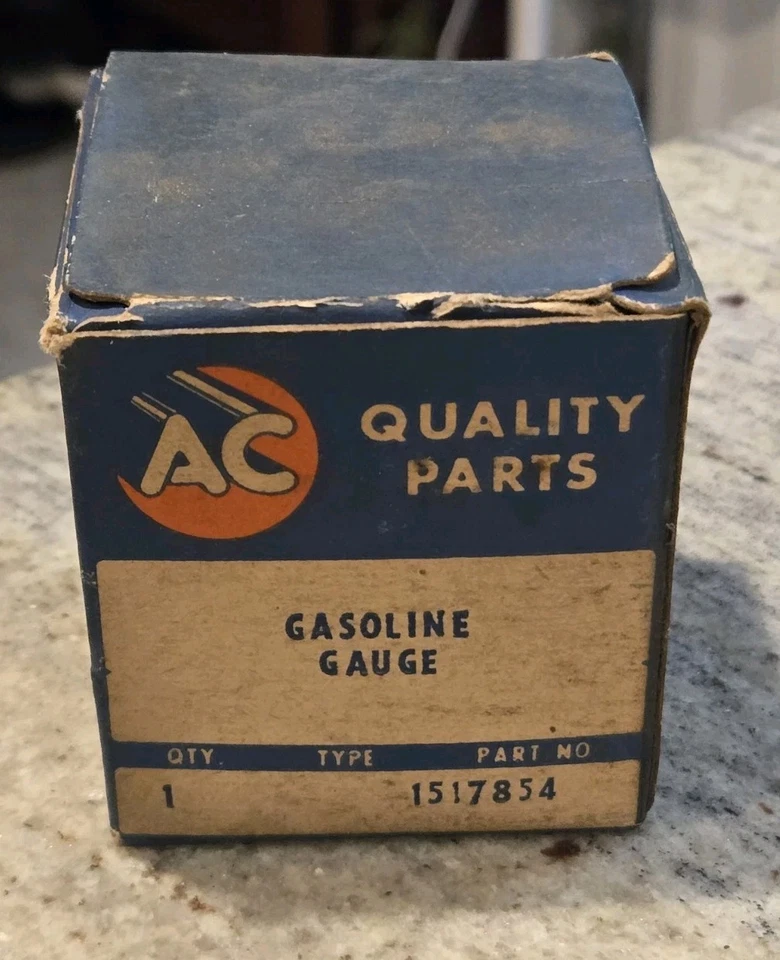 AC
QUALITY
PARTS
GASOLINE
GAUGE
QTY. TYPE PART NO
1 1517854